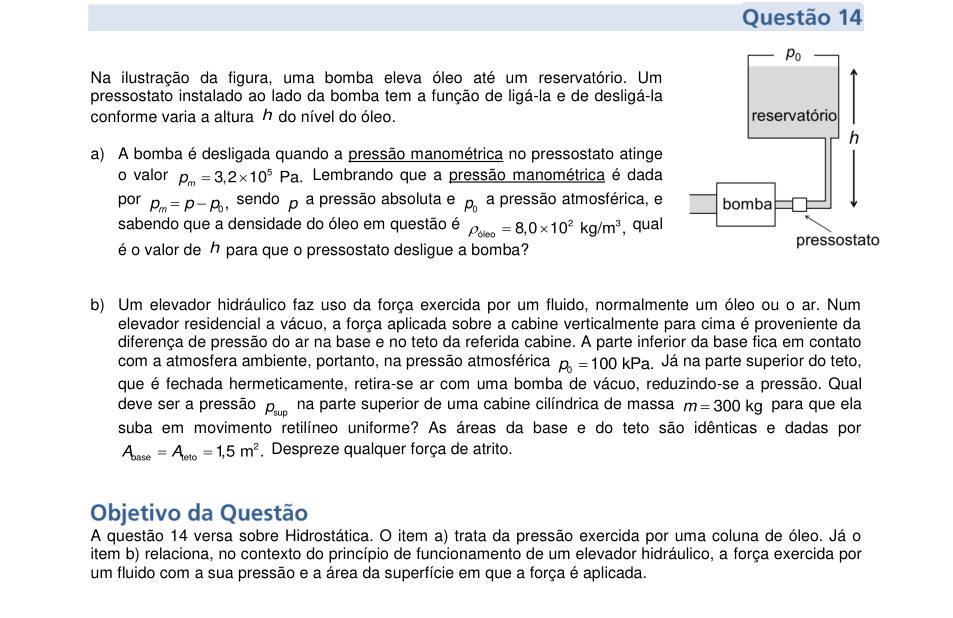 Questão 14
Na ilustração da figura, uma bomba eleva óleo até um reservatório. Um
pressostato instalado ao lado da bomba tem a função de ligá-la e de desligá-la
conforme varia a altura h do nível do óleo.
p₀
reservatório
h
bomba
pressostato
a) A bomba é desligada quando a pressão manométrica no pressostato atinge
o valor pₘ = 3,2×10⁵ Pa. Lembrando que a pressão manométrica é dada
por pₘ = p − p₀, sendo p a pressão absoluta e p₀ a pressão atmosférica, e
sabendo que a densidade do óleo em questão é ρ_óleo = 8,0×10² kg/m³, qual
é o valor de h para que o pressostato desligue a bomba?
b) Um elevador hidráulico faz uso da força exercida por um fluido, normalmente um óleo ou o ar. Num
elevador residencial a vácuo, a força aplicada sobre a cabine verticalmente para cima é proveniente da
diferença de pressão do ar na base e no teto da referida cabine. A parte inferior da base fica em contato
com a atmosfera ambiente, portanto, na pressão atmosférica p₀ = 100 kPa. Já na parte superior do teto,
que é fechada hermeticamente, retira-se ar com uma bomba de vácuo, reduzindo-se a pressão. Qual
deve ser a pressão p_sup na parte superior de uma cabine cilíndrica de massa m = 300 kg para que ela
suba em movimento retilíneo uniforme? As áreas da base e do teto são idênticas e dadas por
A_base = A_teto = 1,5 m². Despreze qualquer força de atrito.
Objetivo da Questão
A questão 14 versa sobre Hidrostática. O item a) trata da pressão exercida por uma coluna de óleo. Já o
item b) relaciona, no contexto do princípio de funcionamento de um elevador hidráulico, a força exercida por
um fluido com a sua pressão e a área da superfície em que a força é aplicada.